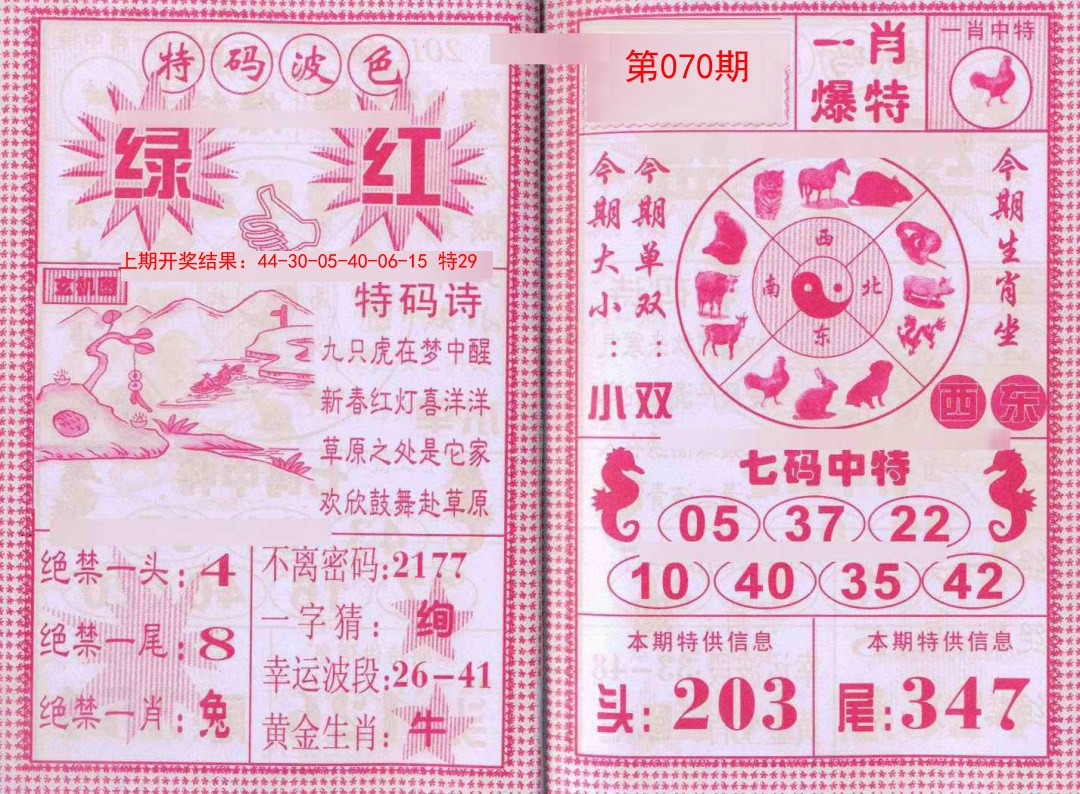 特码波色
绿 红
上期开奖结果：44-30-05-40-06-15 特29
玄机图
特码诗
九只虎在梦中醒
新春红灯喜洋洋
草原之处是它家
欢欣鼓舞赴草原
绝禁一头:4
绝禁一尾:8
绝禁一肖:兔
不离密码:2177
一字猜:绚
幸运波段:26-41
黄金生肖:牛
第070期
一肖
爆特
一肖中特
今期大小:小
今期单双:双
西
南
北
东
今期生肖坐
西东
七码中特
05 37 22
10 40 35 42
本期特供信息
头:203
本期特供信息
尾:347